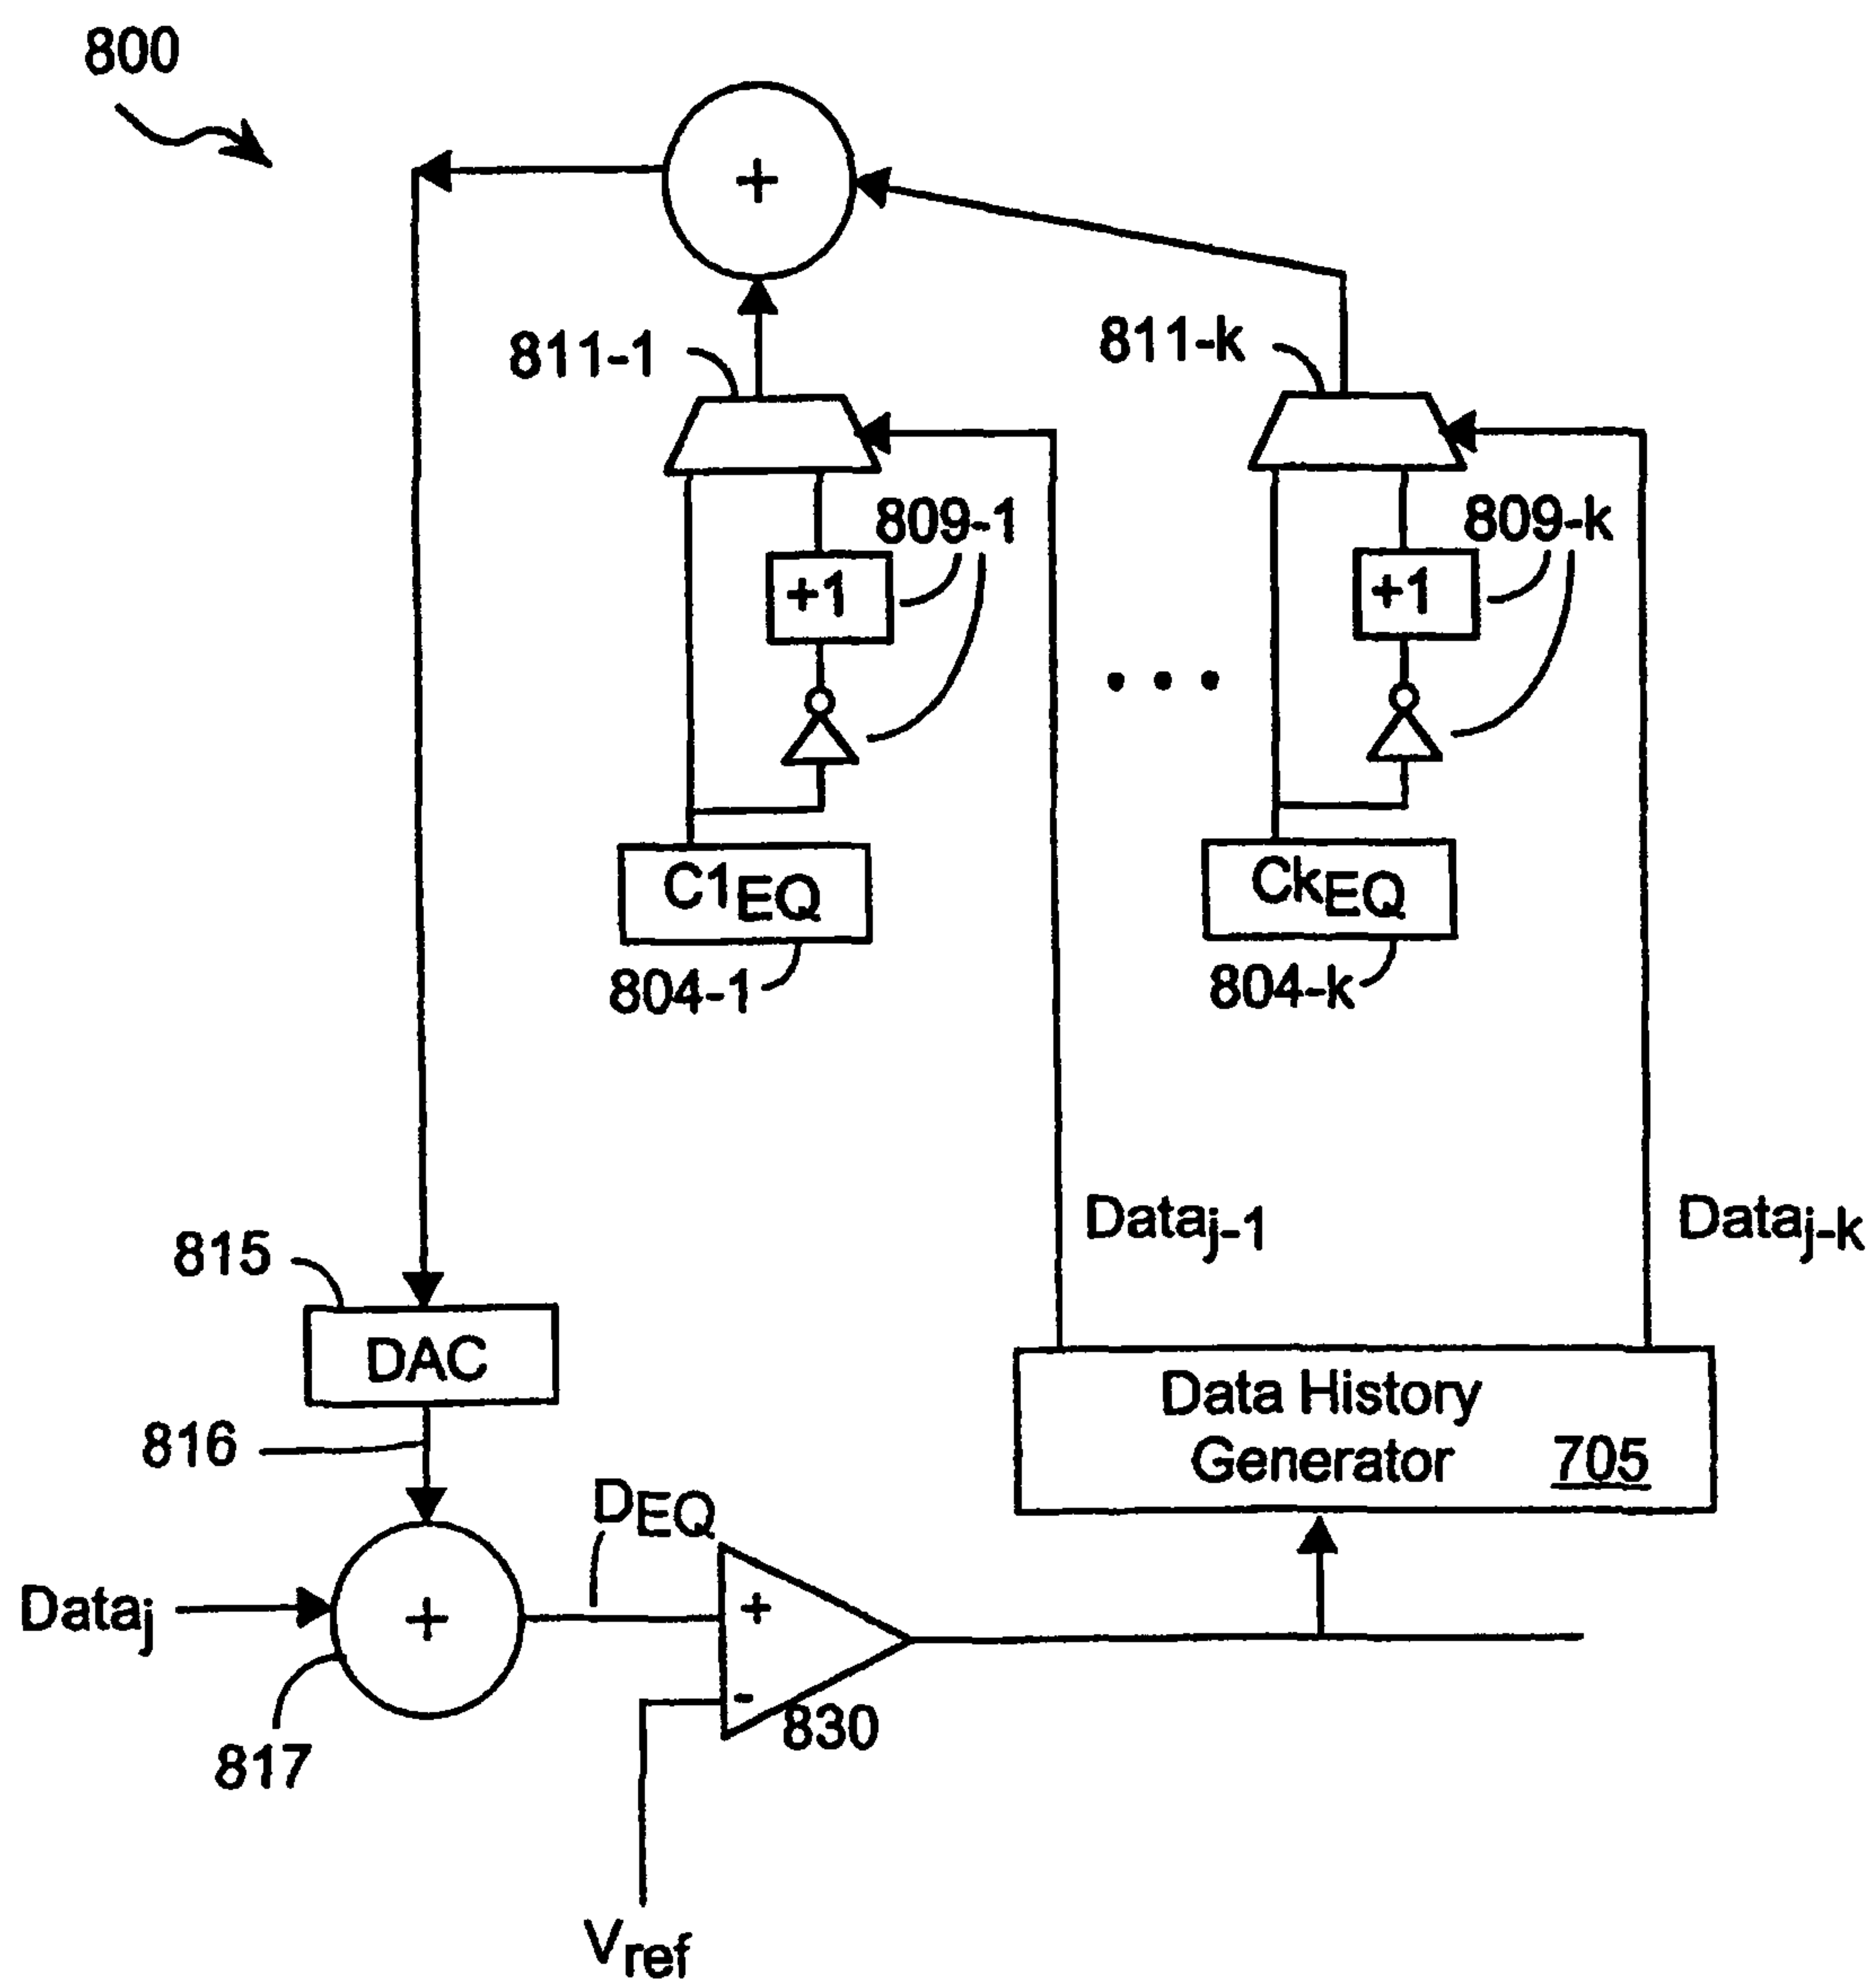 800
+
811-1
811-k
809-1
809-k
+1
+1
• • •
C1EQ
CkEQ
804-1
804-k
Dataj-1
Dataj-k
815
DAC
Data History
Generator 705
816
DEQ
Dataj
+
+
-
830
817
Vref